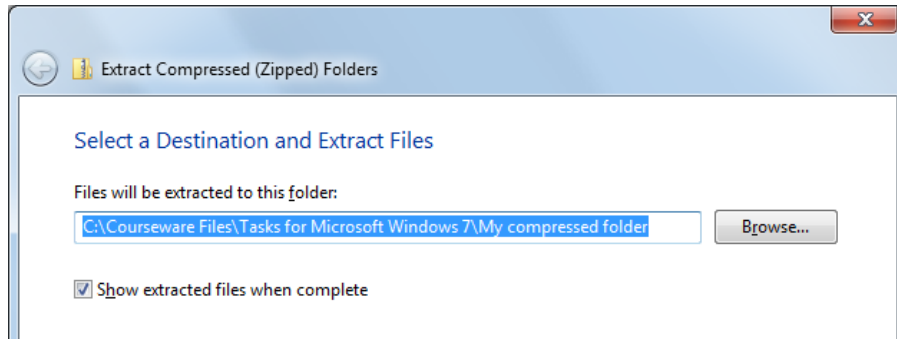 Extract Compressed (Zipped) Folders
Select a Destination and Extract Files
Files will be extracted to this folder:
C:\Courseware Files\Tasks for Microsoft Windows 7\My compressed folder
Browse...
Show extracted files when complete